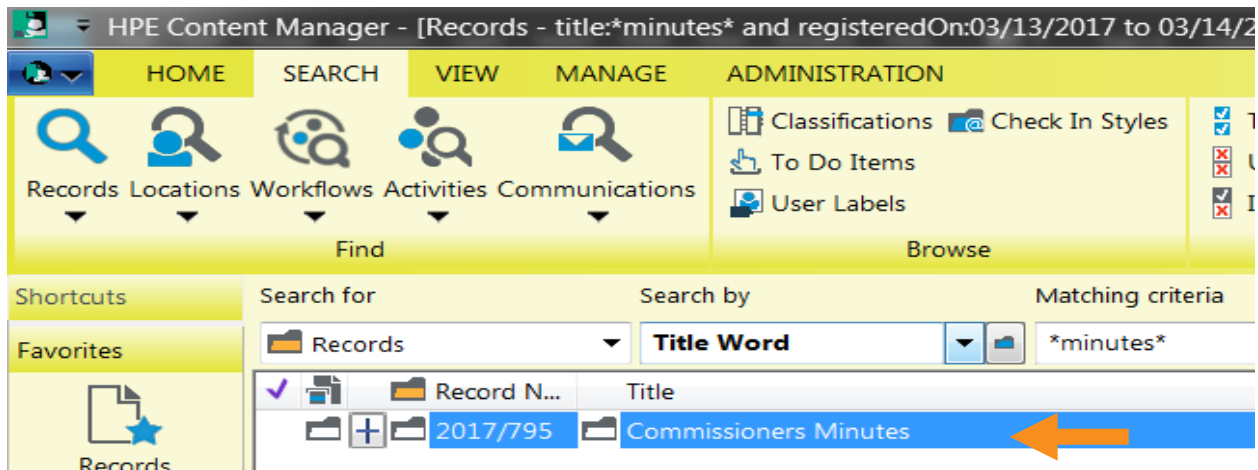 HPE Content Manager - [Records - title:*minutes* and registeredOn:03/13/2017 to 03/14/2
HOME SEARCH VIEW MANAGE ADMINISTRATION
Classifications Check In Styles T
To Do Items U
Records Locations Workflows Activities Communications
User Labels I
Find Browse
Shortcuts
Search for Search by Matching criteria
Favorites
Records Title Word *minutes*
Record N... Title
2017/795 Commissioners Minutes
Records